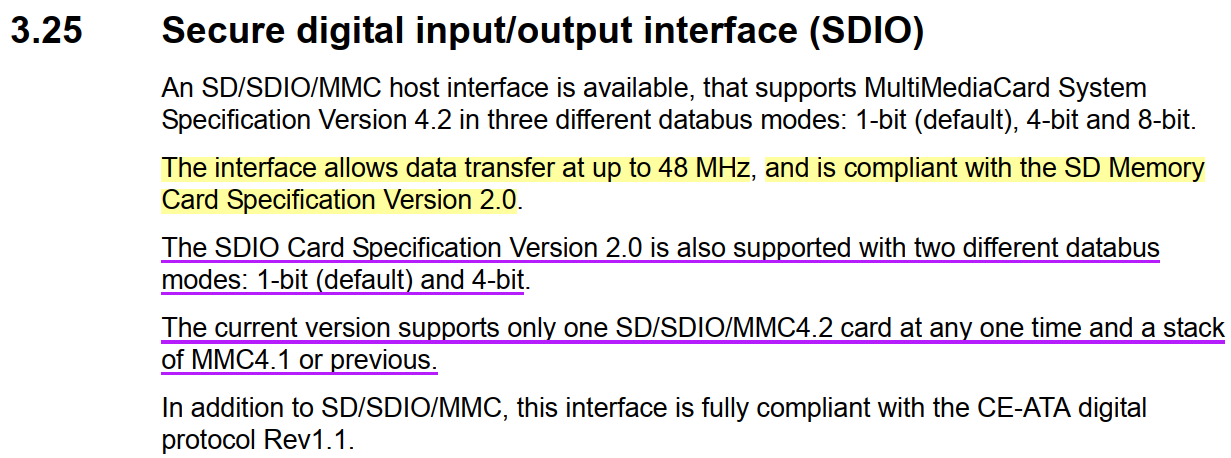 3.25 Secure digital input/output interface (SDIO)
An SD/SDIO/MMC host interface is available, that supports MultiMediaCard System
Specification Version 4.2 in three different databus modes: 1-bit (default), 4-bit and 8-bit.
The interface allows data transfer at up to 48 MHz, and is compliant with the SD Memory
Card Specification Version 2.0.
The SDIO Card Specification Version 2.0 is also supported with two different databus
modes: 1-bit (default) and 4-bit.
The current version supports only one SD/SDIO/MMC4.2 card at any one time and a stack
of MMC4.1 or previous.
In addition to SD/SDIO/MMC, this interface is fully compliant with the CE-ATA digital
protocol Rev1.1.